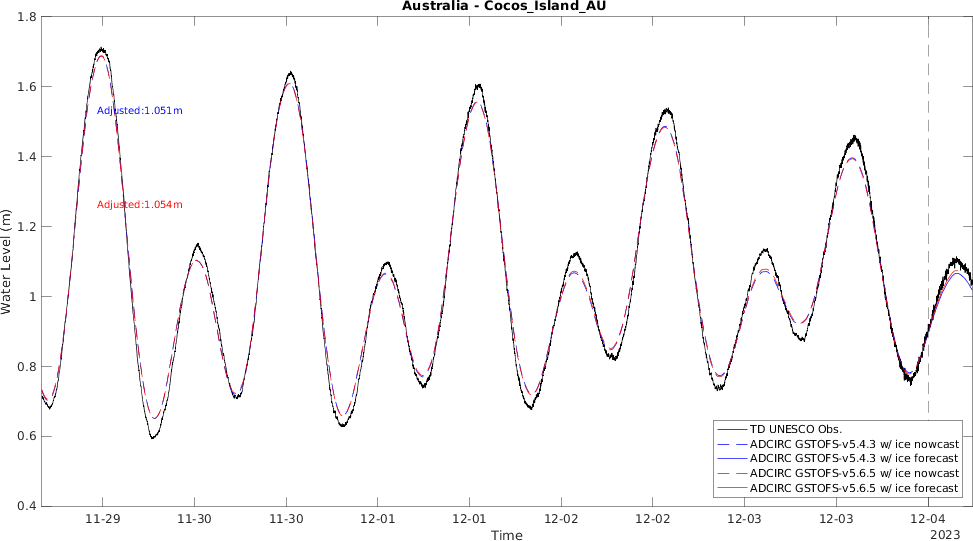 Australia - Cocos_Island_AU
1.8
1.6
1.4
1.2
1
0.8
0.6
0.4
Water Level (m)
Adjusted:1.051m
Adjusted:1.054m
TD UNESCO Obs.
ADCIRC GSTOFS-v5.4.3 w/ ice nowcast
ADCIRC GSTOFS-v5.4.3 w/ ice forecast
ADCIRC GSTOFS-v5.6.5 w/ ice nowcast
ADCIRC GSTOFS-v5.6.5 w/ ice forecast
11-29 11-30 11-30 12-01 12-01 12-02 12-02 12-03 12-03 12-04
2023
Time